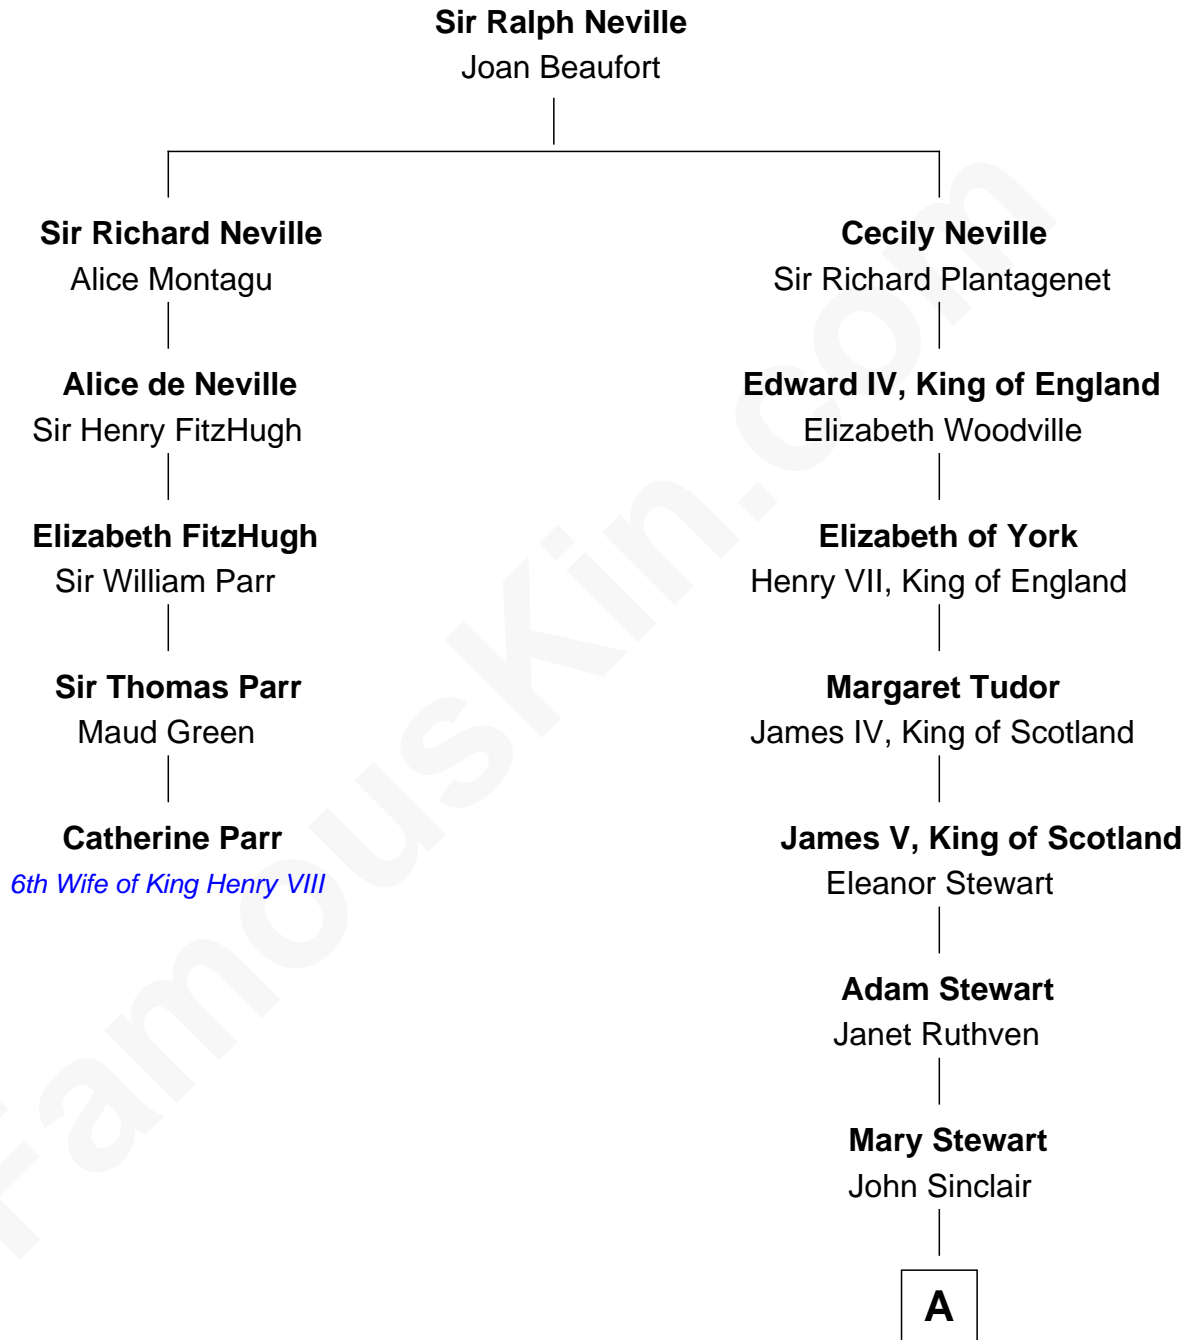 Sir Ralph Neville
Joan Beaufort
Sir Richard Neville
Alice Montagu
Alice de Neville
Sir Henry FitzHugh
Elizabeth FitzHugh
Sir William Parr
Sir Thomas Parr
Maud Green
Catherine Parr
6th Wife of King Henry VIII
Cecily Neville
Sir Richard Plantagenet
Edward IV, King of England
Elizabeth Woodville
Elizabeth of York
Henry VII, King of England
Margaret Tudor
James IV, King of Scotland
James V, King of Scotland
Eleanor Stewart
Adam Stewart
Janet Ruthven
Mary Stewart
John Sinclair
A
FamousKin.com